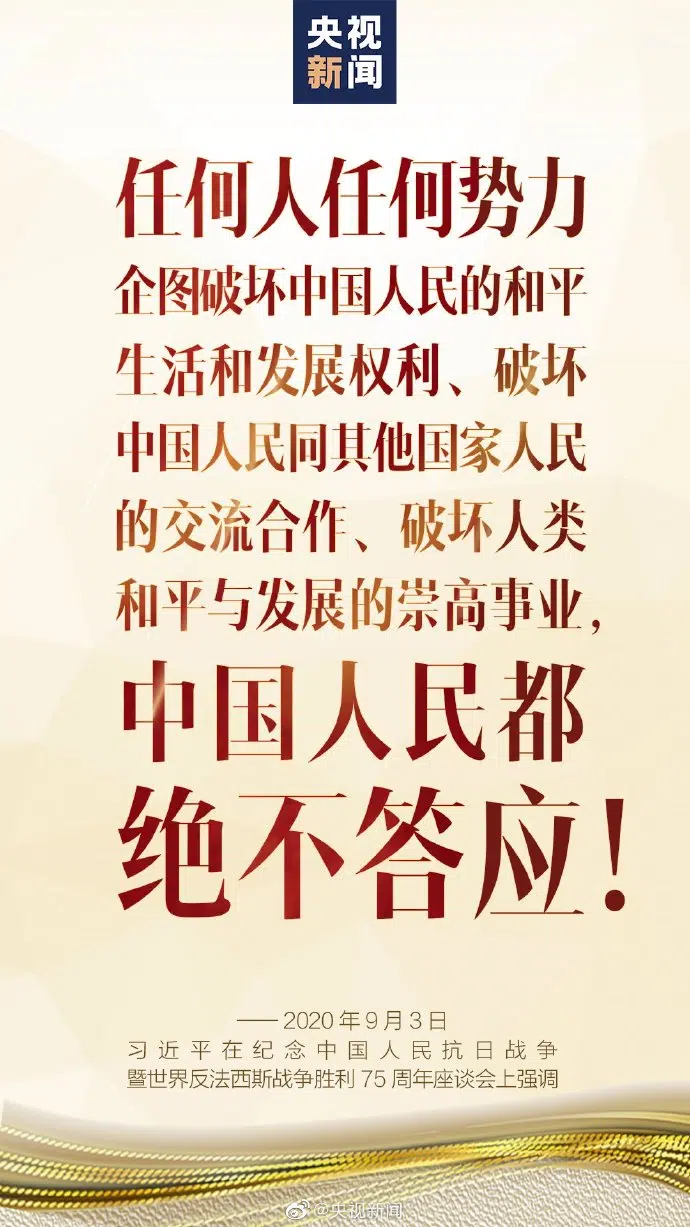 央视
新闻
任何人任何势力
企图破坏中国人民的和平
生活和发展权利、破坏
中国人民同其他国家人民
的交流合作、破坏人类
和平与发展的崇高事业，
中国人民都
绝不答应！
——2020年9月3日
习近平在纪念中国人民抗日战争
暨世界反法西斯战争胜利75周年座谈会上强调
@央视新闻